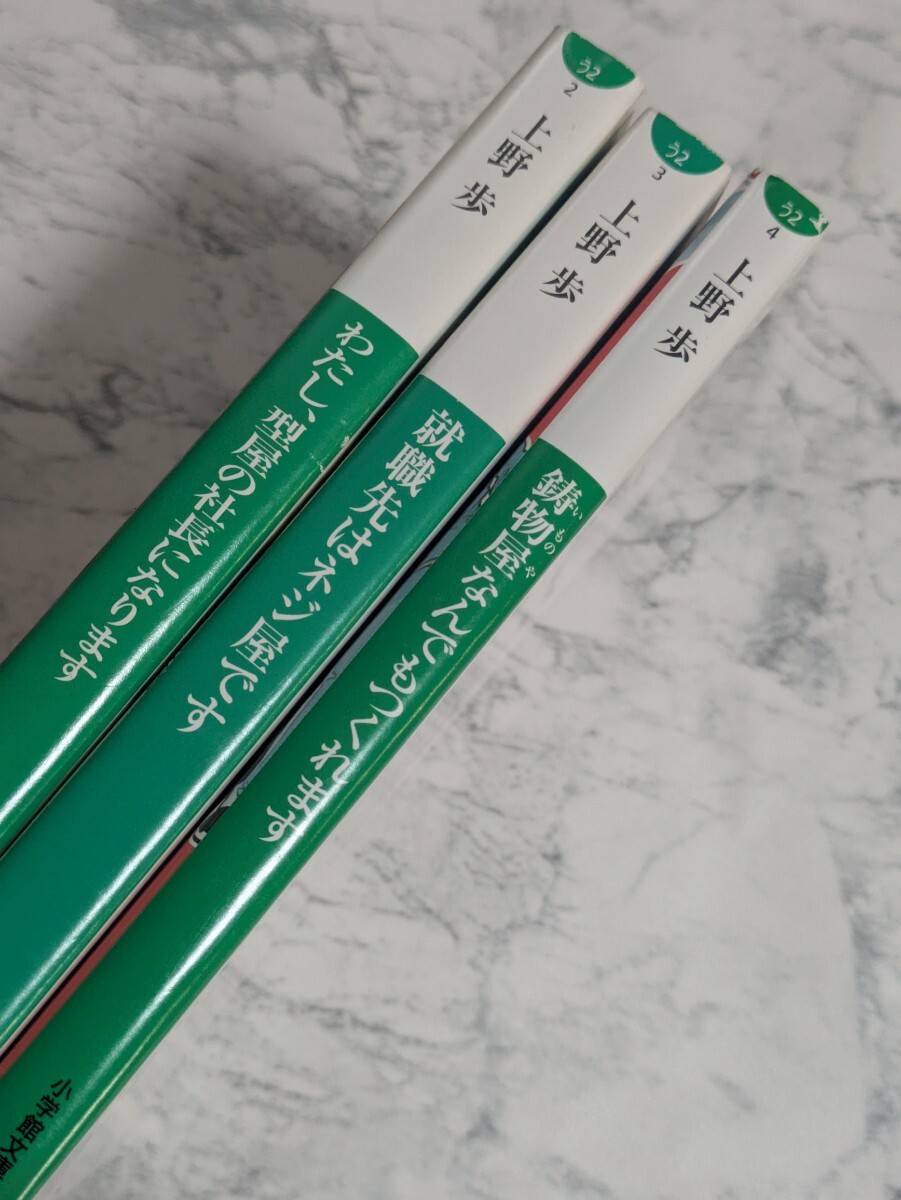 う2
2
上野 歩
わたし、型屋の社長になります
う2
3
上野 歩
就職先はネジ屋です
う2
4
上野 歩
鋳物屋なんでもつくれます
いものや
小学館文庫